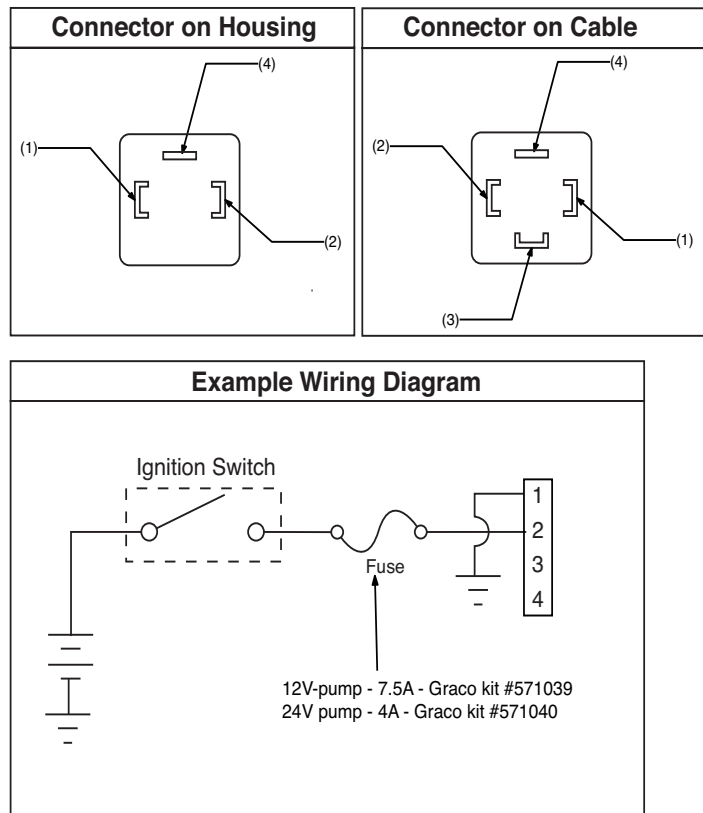 Connector on Housing
(4)
(1)
(2)
Connector on Cable
(4)
(2)
(1)
(3)
Example Wiring Diagram
Ignition Switch
Fuse
1
2
3
4
12V-pump - 7.5A - Graco kit #571039
24V pump - 4A - Graco kit #571040